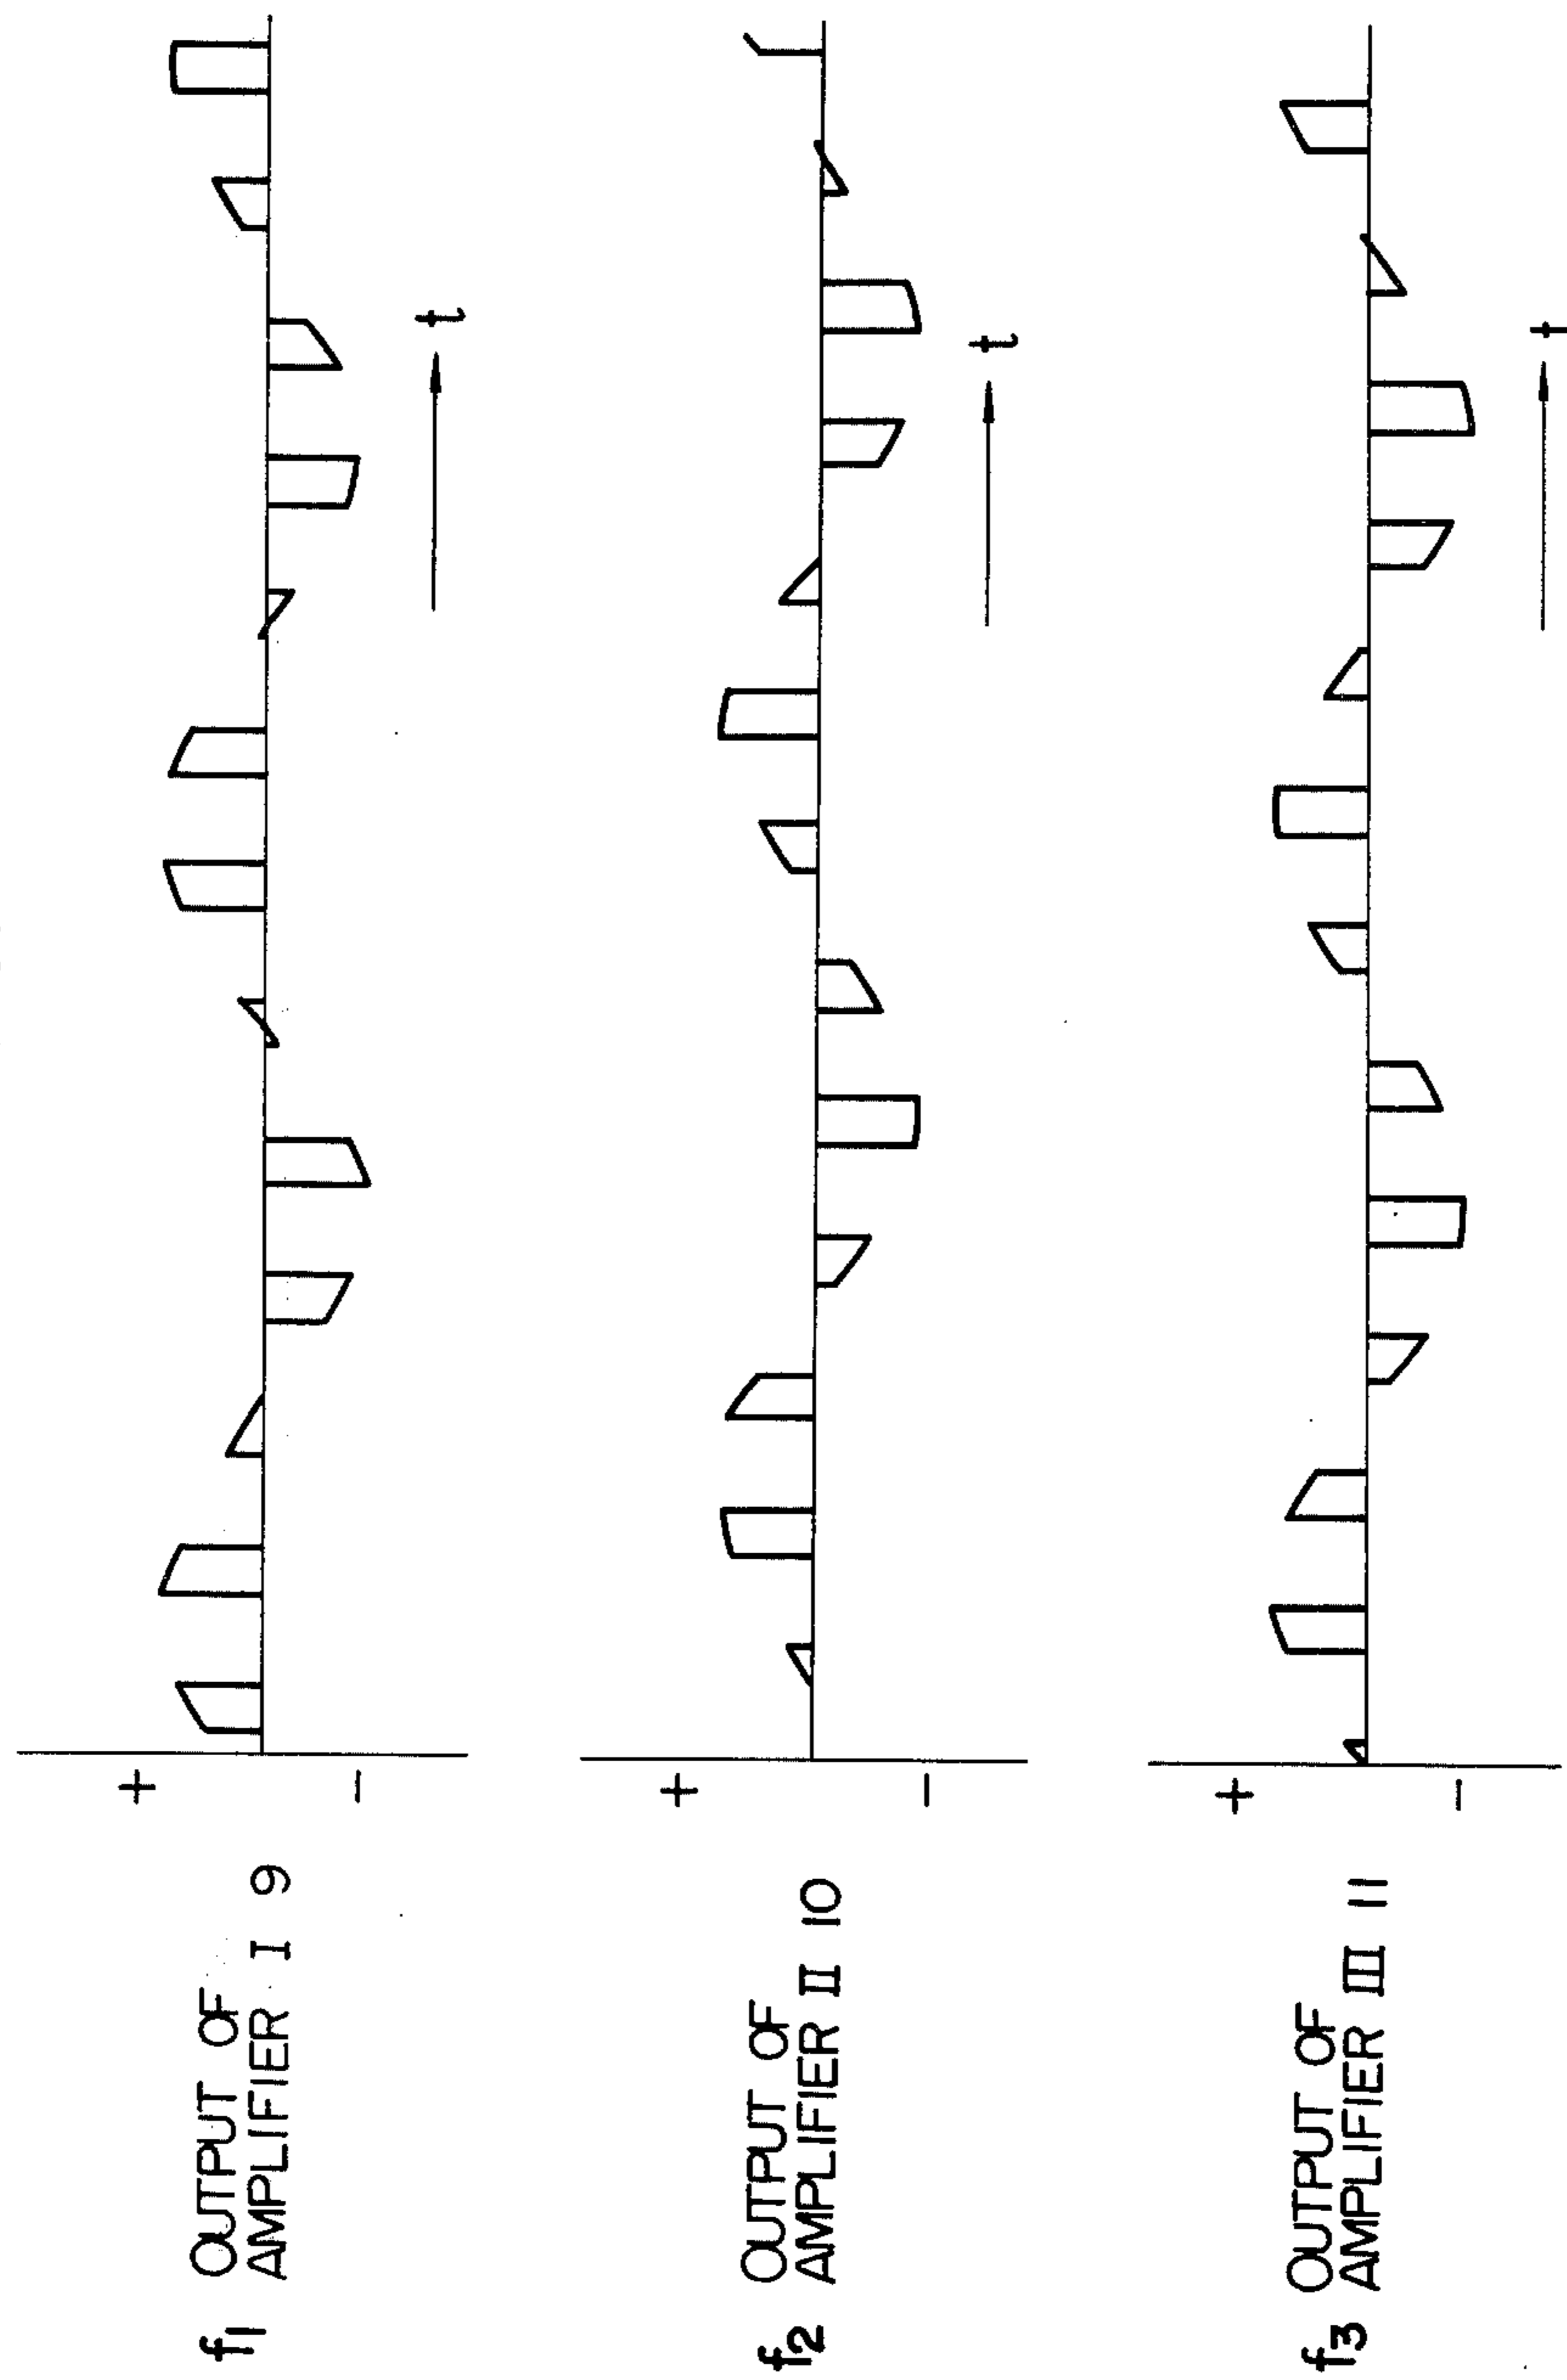 f1 OUTPUT OF
AMPLIFIER I 9
+
-
t
f2 OUTPUT OF
AMPLIFIER II 10
+
-
t
f3 OUTPUT OF
AMPLIFIER III 11
+
-
t